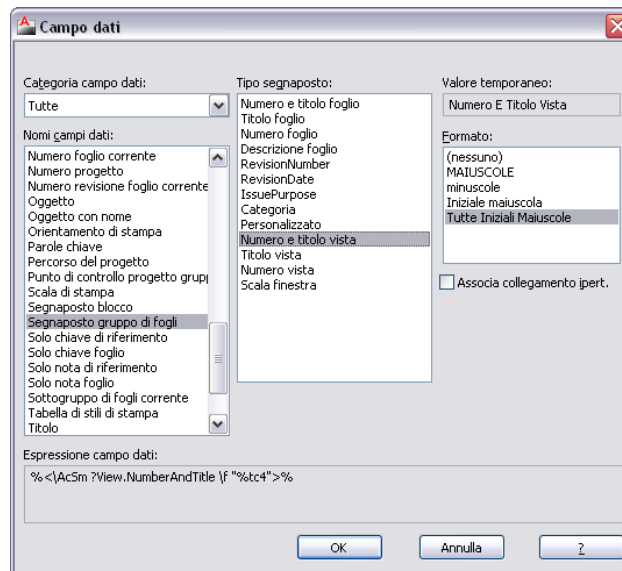 Campo dati
Categoria campo dati:
Tutte
Nomi campi dati:
Numero foglio corrente
Numero progetto
Numero revisione foglio corrente
Oggetto
Oggetto con nome
Orientamento di stampa
Parole chiave
Percorso del progetto
Punto di controllo progetto grupp
Scala di stampa
Segnaposto blocco
Segnaposto gruppo di fogli
Solo chiave di riferimento
Solo chiave foglio
Solo nota di riferimento
Solo nota foglio
Sottogruppo di fogli corrente
Tabella di stili di stampa
Titolo
Tipo segnaposto:
Numero e titolo foglio
Titolo foglio
Numero foglio
Descrizione foglio
RevisionNumber
RevisionDate
IssuePurpose
Categoria
Personalizzato
Numero e titolo vista
Titolo vista
Numero vista
Scala finestra
Valore temporaneo:
Numero E Titolo Vista
Formato:
(nessuno)
MAIUSCOLE
minuscole
Iniziale maiuscola
Tutte Iniziali Maiuscole
Associa collegamento ipert.
Espressione campo dati:
%<\AcSm ?View.NumberAndTitle \f "%tc4">%
OK
Annulla
?